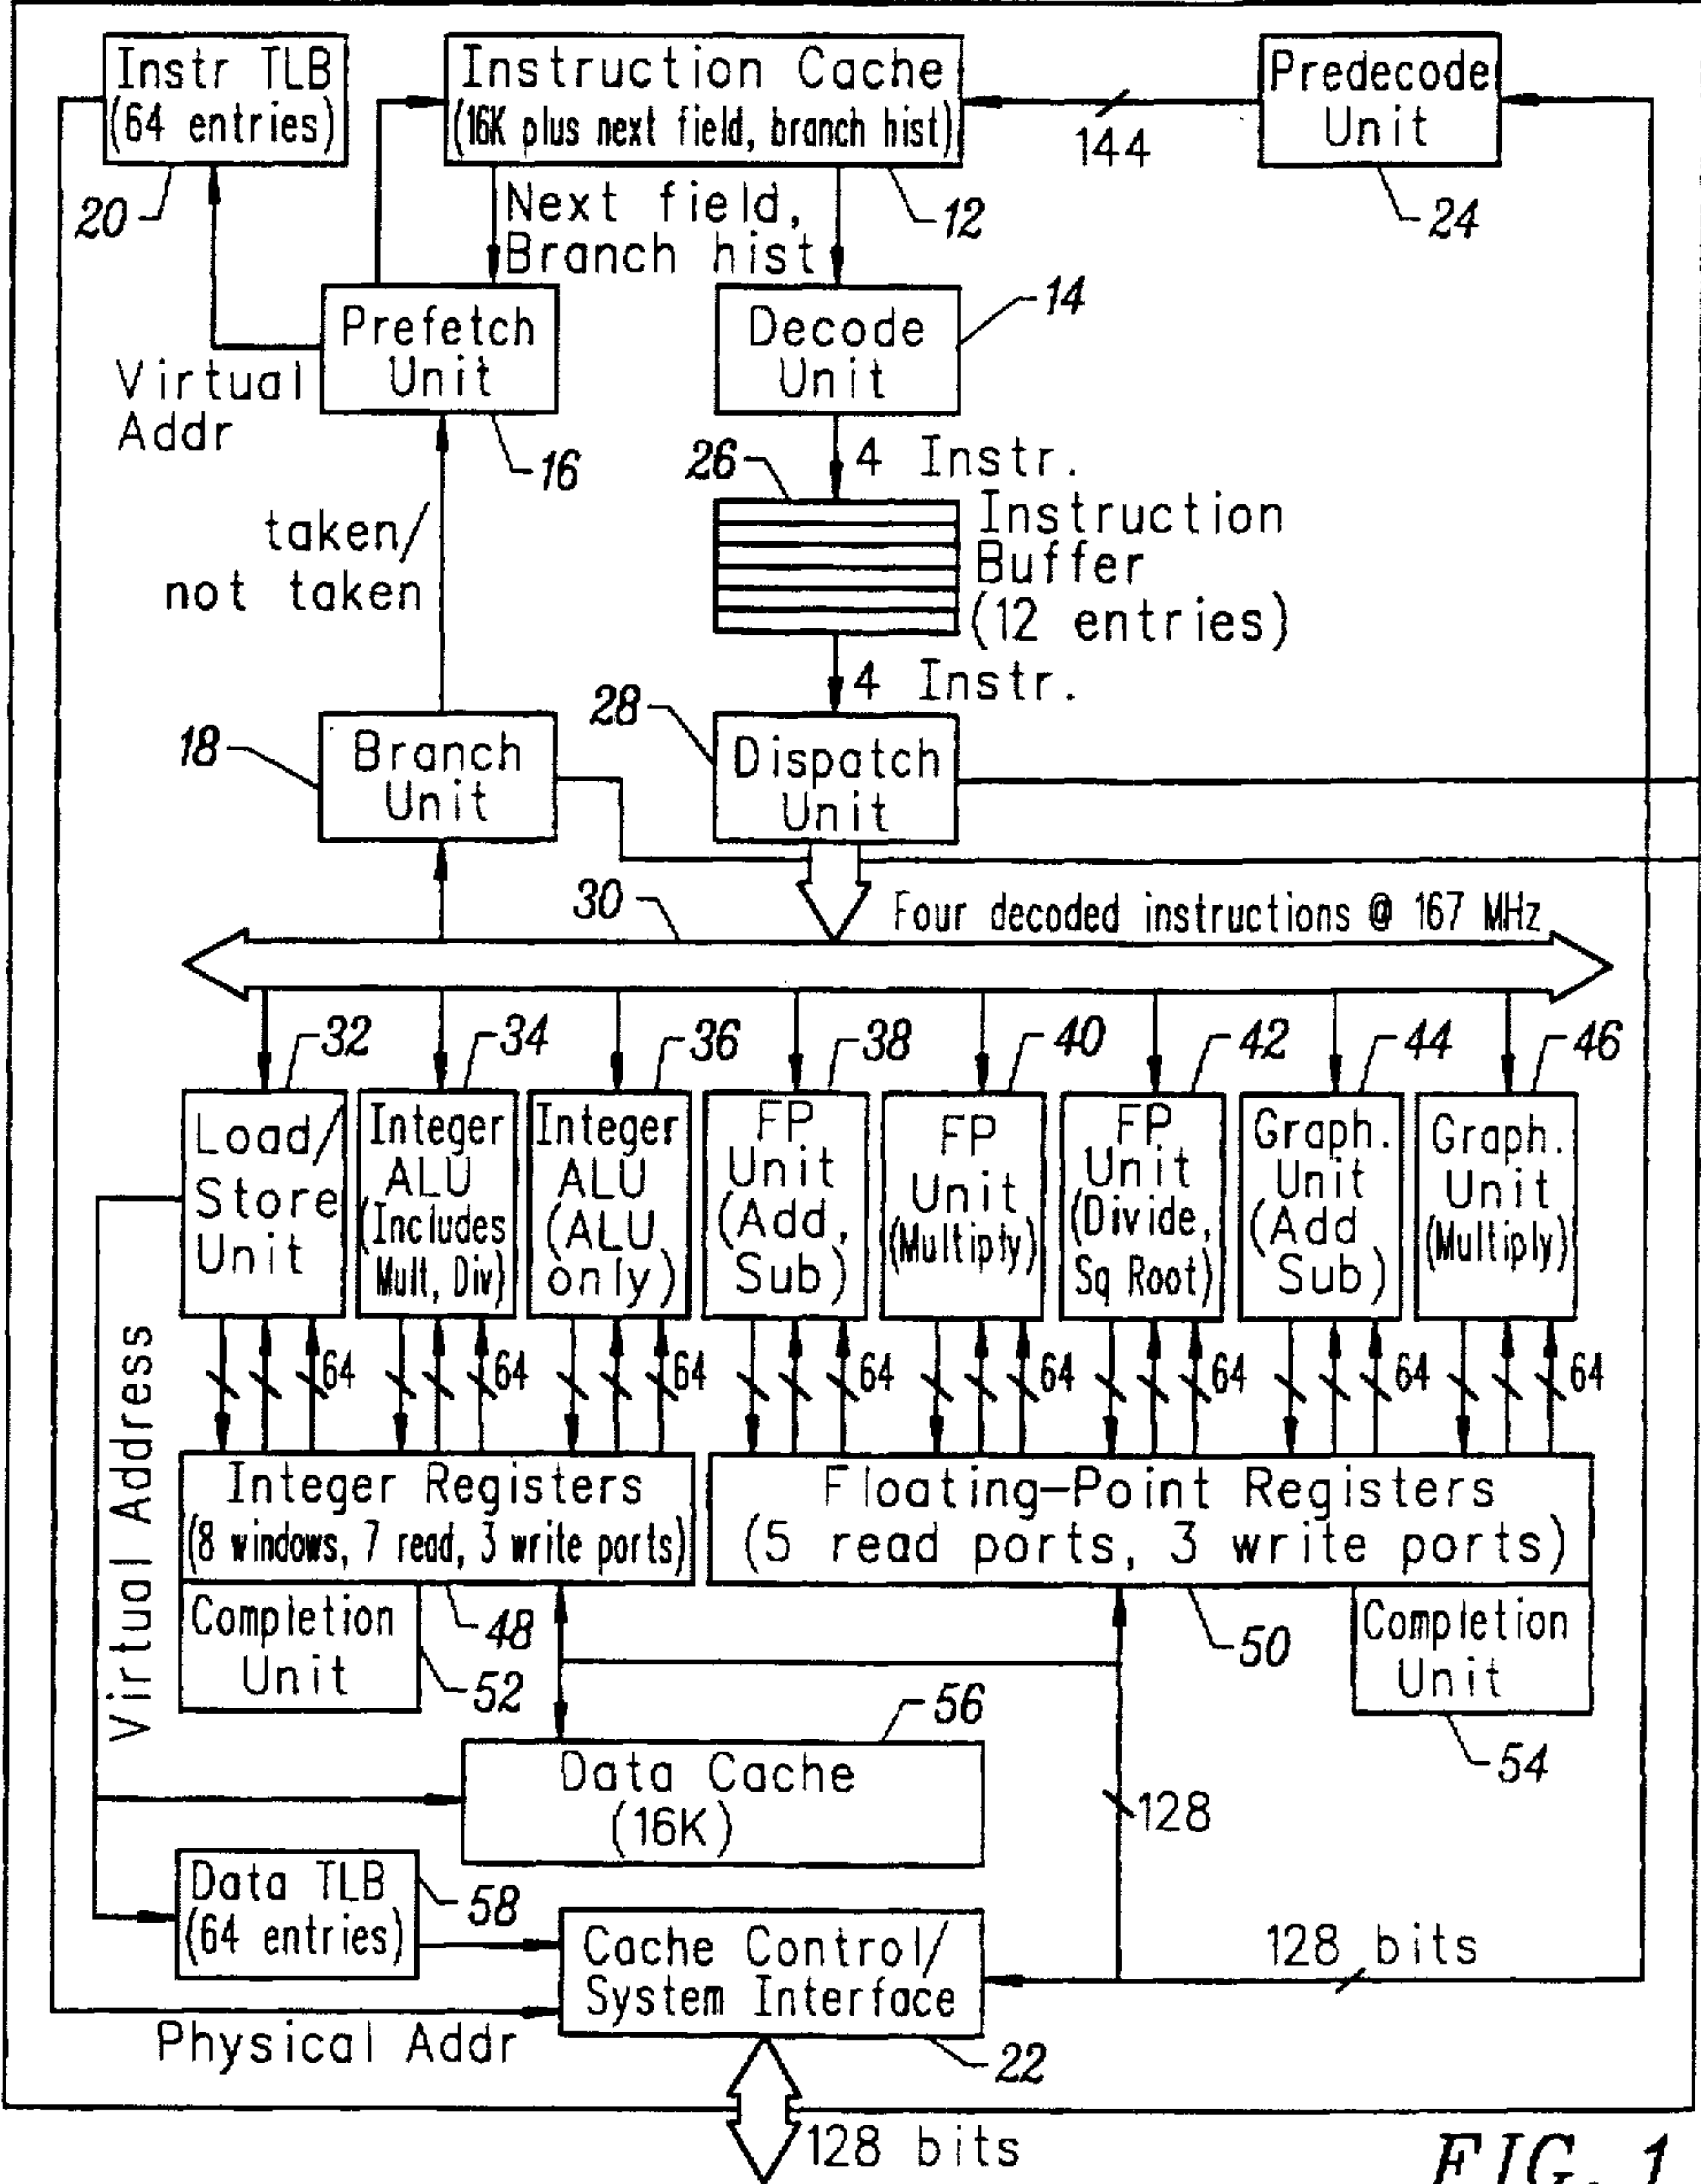 Instr TLB
(64 entries)
20
Instruction Cache
(16K plus next field, branch hist)
12
144
Predecode
Unit
24
Next field,
Branch hist
Prefetch
Unit
16
Virtual
Addr
Decode
Unit
14
4 Instr.
26
Instruction
Buffer
(12 entries)
4 Instr.
taken/
not taken
18
Branch
Unit
28
Dispatch
Unit
30
Four decoded instructions @ 167 MHz
32
34
36
38
40
42
44
46
Load/
Store
Unit
Integer
ALU
(Includes
Mult, Div)
Integer
ALU
(ALU
only)
FP
Unit
(Add,
Sub)
FP
Unit
(Multiply)
FP
Unit
(Divide,
Sq Root)
Graph.
Unit
(Add
Sub)
Graph.
Unit
(Multiply)
64
64
64
64
64
64
64
64
Virtual Address
Integer Registers
(8 windows, 7 read, 3 write ports)
48
Floating-Point Registers
(5 read ports, 3 write ports)
50
Completion
Unit
52
Completion
Unit
54
56
Data Cache
(16K)
128
Data TLB
(64 entries)
58
Cache Control/
System Interface
22
128 bits
Physical Addr
128 bits
FIG. 1